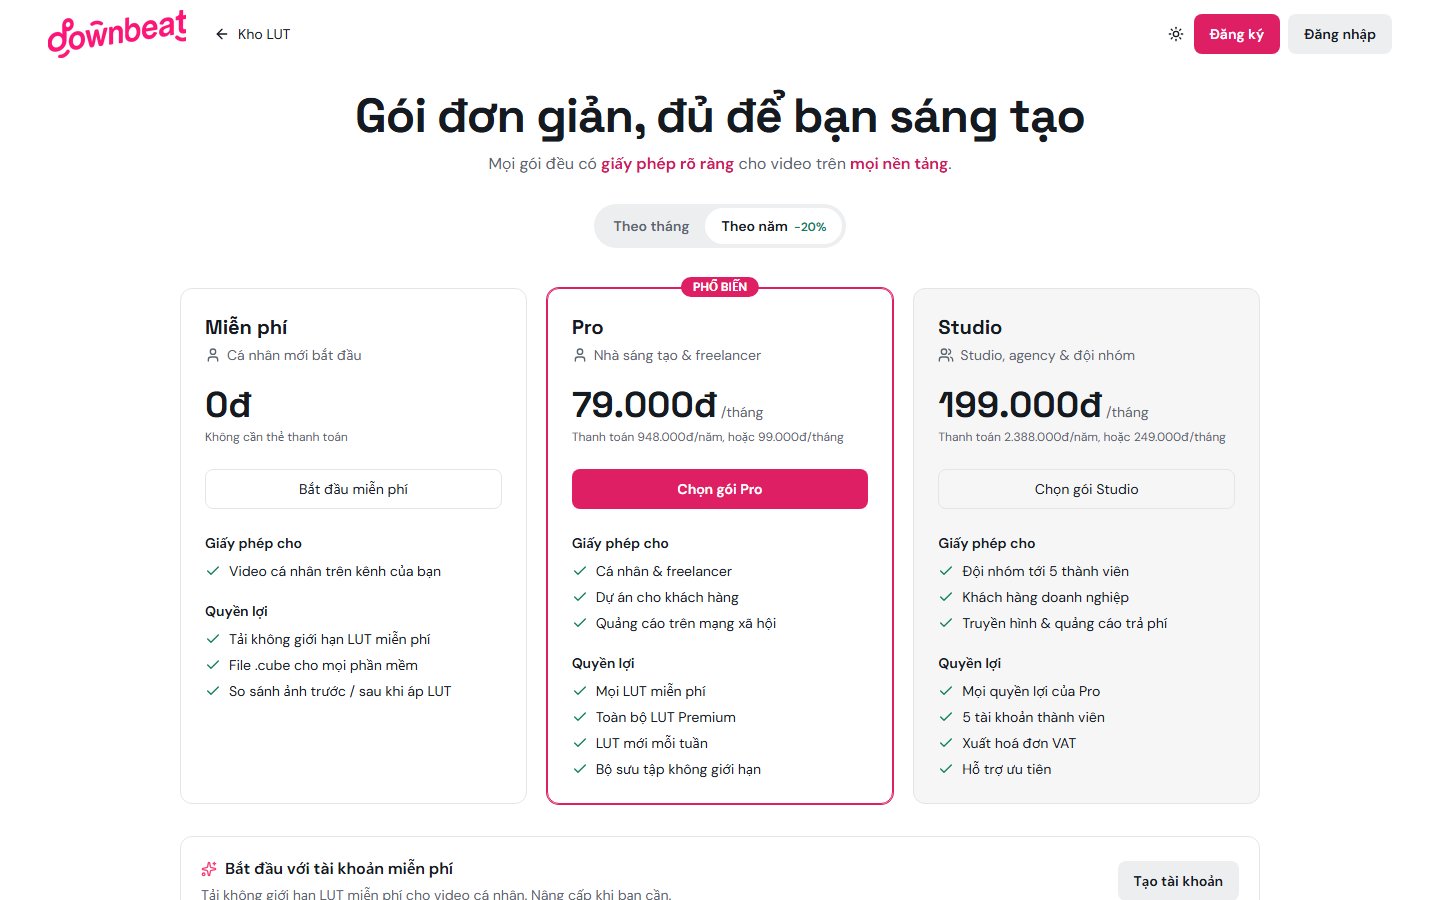 downbeat
Kho LUT
Đăng ký
Đăng nhập
Gói đơn giản, đủ để bạn sáng tạo
Mọi gói đều có giấy phép rõ ràng cho video trên mọi nền tảng.
Theo tháng
Theo năm -20%
Miễn phí
Cá nhân mới bắt đầu
0đ
Không cần thẻ thanh toán
Bắt đầu miễn phí
Giấy phép cho
Video cá nhân trên kênh của bạn
Quyền lợi
Tải không giới hạn LUT miễn phí
File .cube cho mọi phần mềm
So sánh ảnh trước / sau khi áp LUT
PHỔ BIẾN
Pro
Nhà sáng tạo & freelancer
79.000đ /tháng
Thanh toán 948.000đ/năm, hoặc 99.000đ/tháng
Chọn gói Pro
Giấy phép cho
Cá nhân & freelancer
Dự án cho khách hàng
Quảng cáo trên mạng xã hội
Quyền lợi
Mọi LUT miễn phí
Toàn bộ LUT Premium
LUT mới mỗi tuần
Bộ sưu tập không giới hạn
Studio
Studio, agency & đội nhóm
199.000đ /tháng
Thanh toán 2.388.000đ/năm, hoặc 249.000đ/tháng
Chọn gói Studio
Giấy phép cho
Đội nhóm tới 5 thành viên
Khách hàng doanh nghiệp
Truyền hình & quảng cáo trả phí
Quyền lợi
Mọi quyền lợi của Pro
5 tài khoản thành viên
Xuất hoá đơn VAT
Hỗ trợ ưu tiên
Bắt đầu với tài khoản miễn phí
Tải không giới hạn LUT miễn phí cho video cá nhân. Nâng cấp khi bạn cần.
Tạo tài khoản